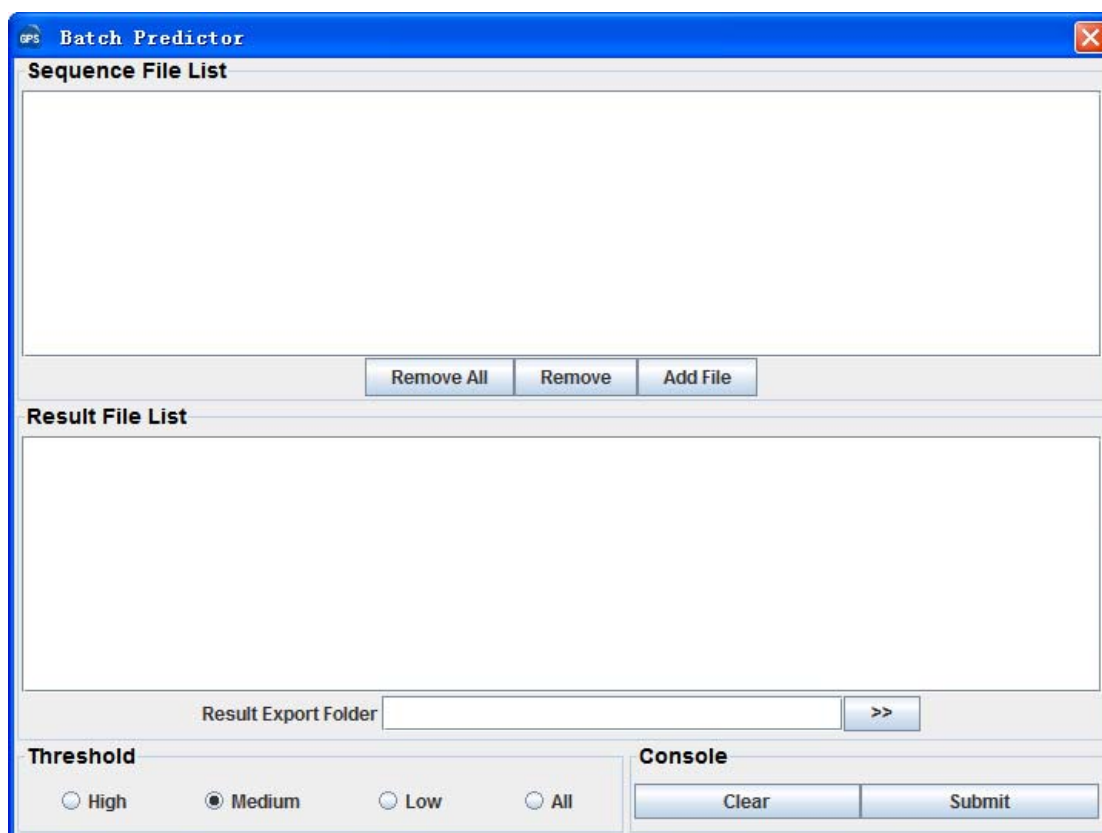 GPS Batch Predictor
Sequence File List
Remove All Remove Add File
Result File List
Result Export Folder >>
Threshold Console
High Medium Low All Clear Submit